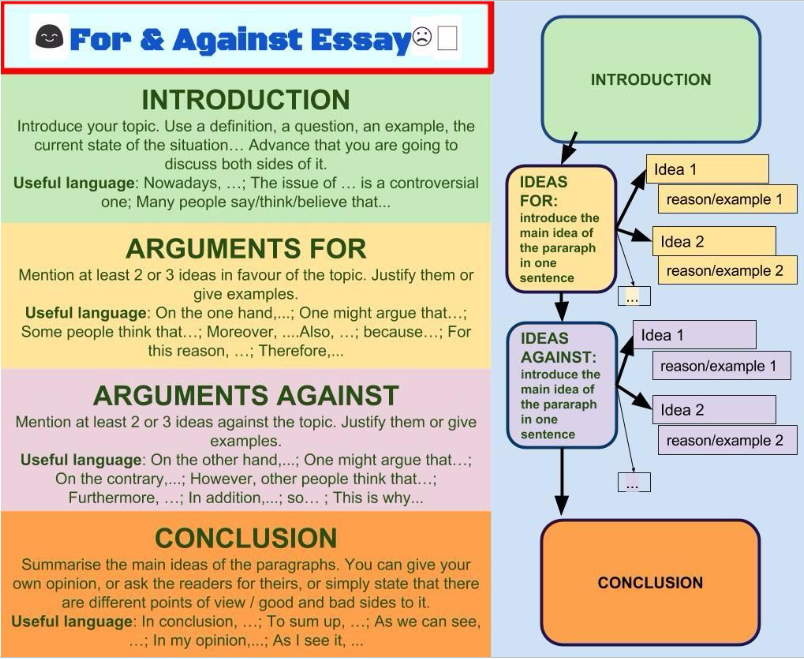 For & Against Essay
INTRODUCTION
Introduce your topic. Use a definition, a question, an example, the
current state of the situation... Advance that you are going to
discuss both sides of it.
Useful language: Nowadays, ...; The issue of ... is a controversial
one; Many people say/think/believe that...
ARGUMENTS FOR
Mention at least 2 or 3 ideas in favour of the topic. Justify them or
give examples.
Useful language: On the one hand,...; One might argue that...;
Some people think that...; Moreover, ....Also, ...; because...; For
this reason, ...; Therefore,...
ARGUMENTS AGAINST
Mention at least 2 or 3 ideas against the topic. Justify them or give
examples.
Useful language: On the other hand,...; One might argue that...;
On the contrary,...; However, other people think that...;
Furthermore, ...; In addition,...; so... ; This is why...
CONCLUSION
Summarise the main ideas of the paragraphs. You can give your
own opinion, or ask the readers for theirs, or simply state that there
are different points of view / good and bad sides to it.
Useful language: In conclusion, ...; To sum up, ...; As we can see,
...; In my opinion,...; As I see it, ...
INTRODUCTION
IDEAS
FOR:
introduce the
main idea of
the pararaph
in one
sentence
Idea 1
reason/example 1
Idea 2
reason/example 2
...
IDEAS
AGAINST:
introduce the
main idea of
the pararaph
in one
sentence
Idea 1
reason/example 1
Idea 2
reason/example 2
...
CONCLUSION